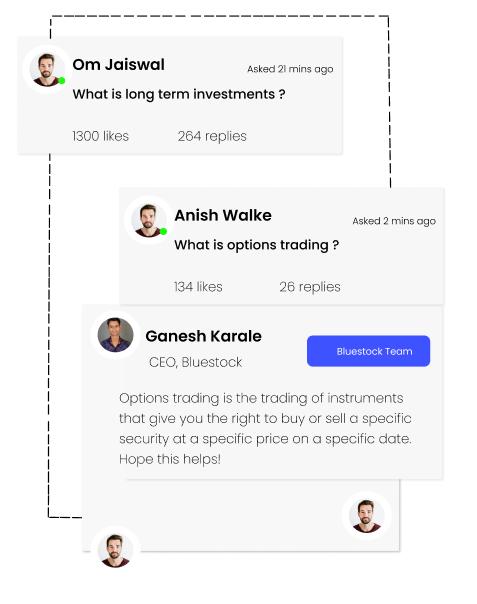 Om Jaiswal
Asked 21 mins ago
What is long term investments ?
1300 likes 264 replies
Anish Walke
Asked 2 mins ago
What is options trading ?
134 likes 26 replies
Ganesh Karale
Bluestock Team
CEO, Bluestock
Options trading is the trading of instruments
that give you the right to buy or sell a specific
security at a specific price on a specific date.
Hope this helps!